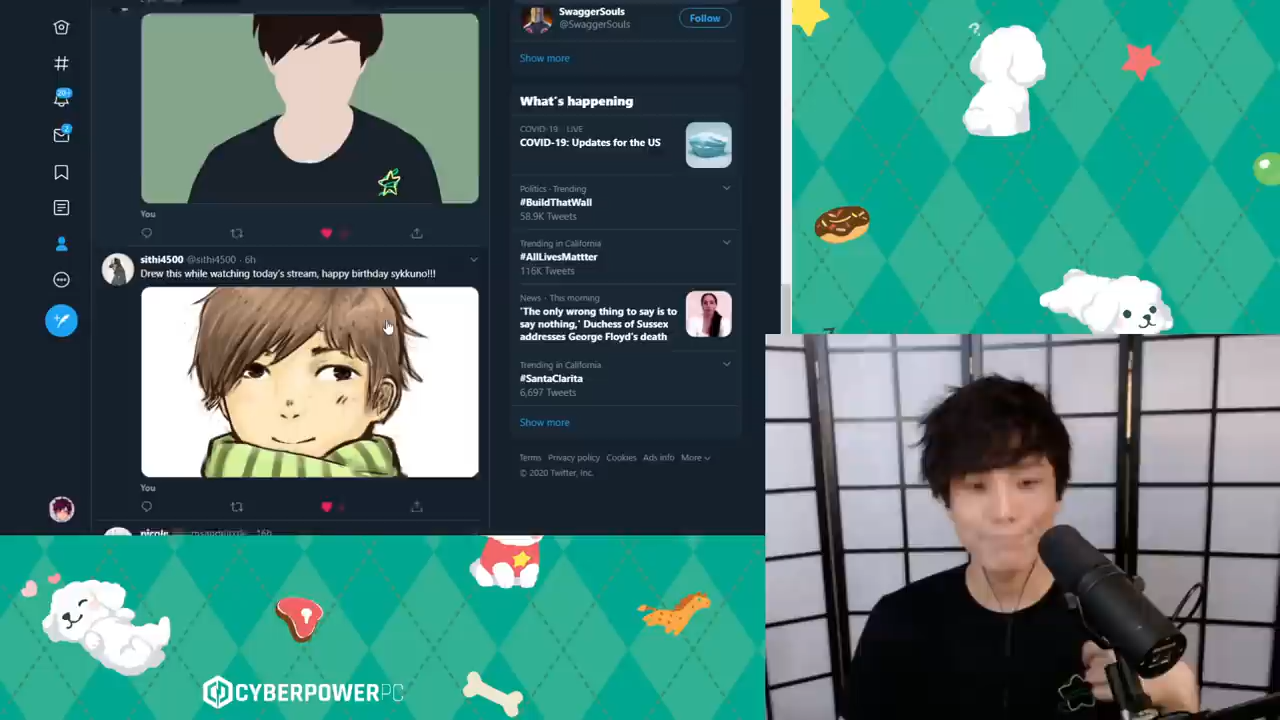 SwaggerSouls
@SwaggerSouls
Follow
Show more
What's happening
COVID-19 · LIVE
COVID-19: Updates for the US
Politics · Trending
#BuildThatWall
58.9K Tweets
Trending in California
#AllLivesMattter
116K Tweets
News · This morning
'The only wrong thing to say is to
say nothing,' Duchess of Sussex
addresses George Floyd's death
Trending in California
#SantaClarita
6,697 Tweets
Show more
Terms Privacy policy Cookies Ads info More
© 2020 Twitter, Inc.
20+
2
You
sithi4500 @sithi4500 · 6h
Drew this while watching today's stream, happy birthday sykkuno!!!
You
16h
?
CYBERPOWERPC